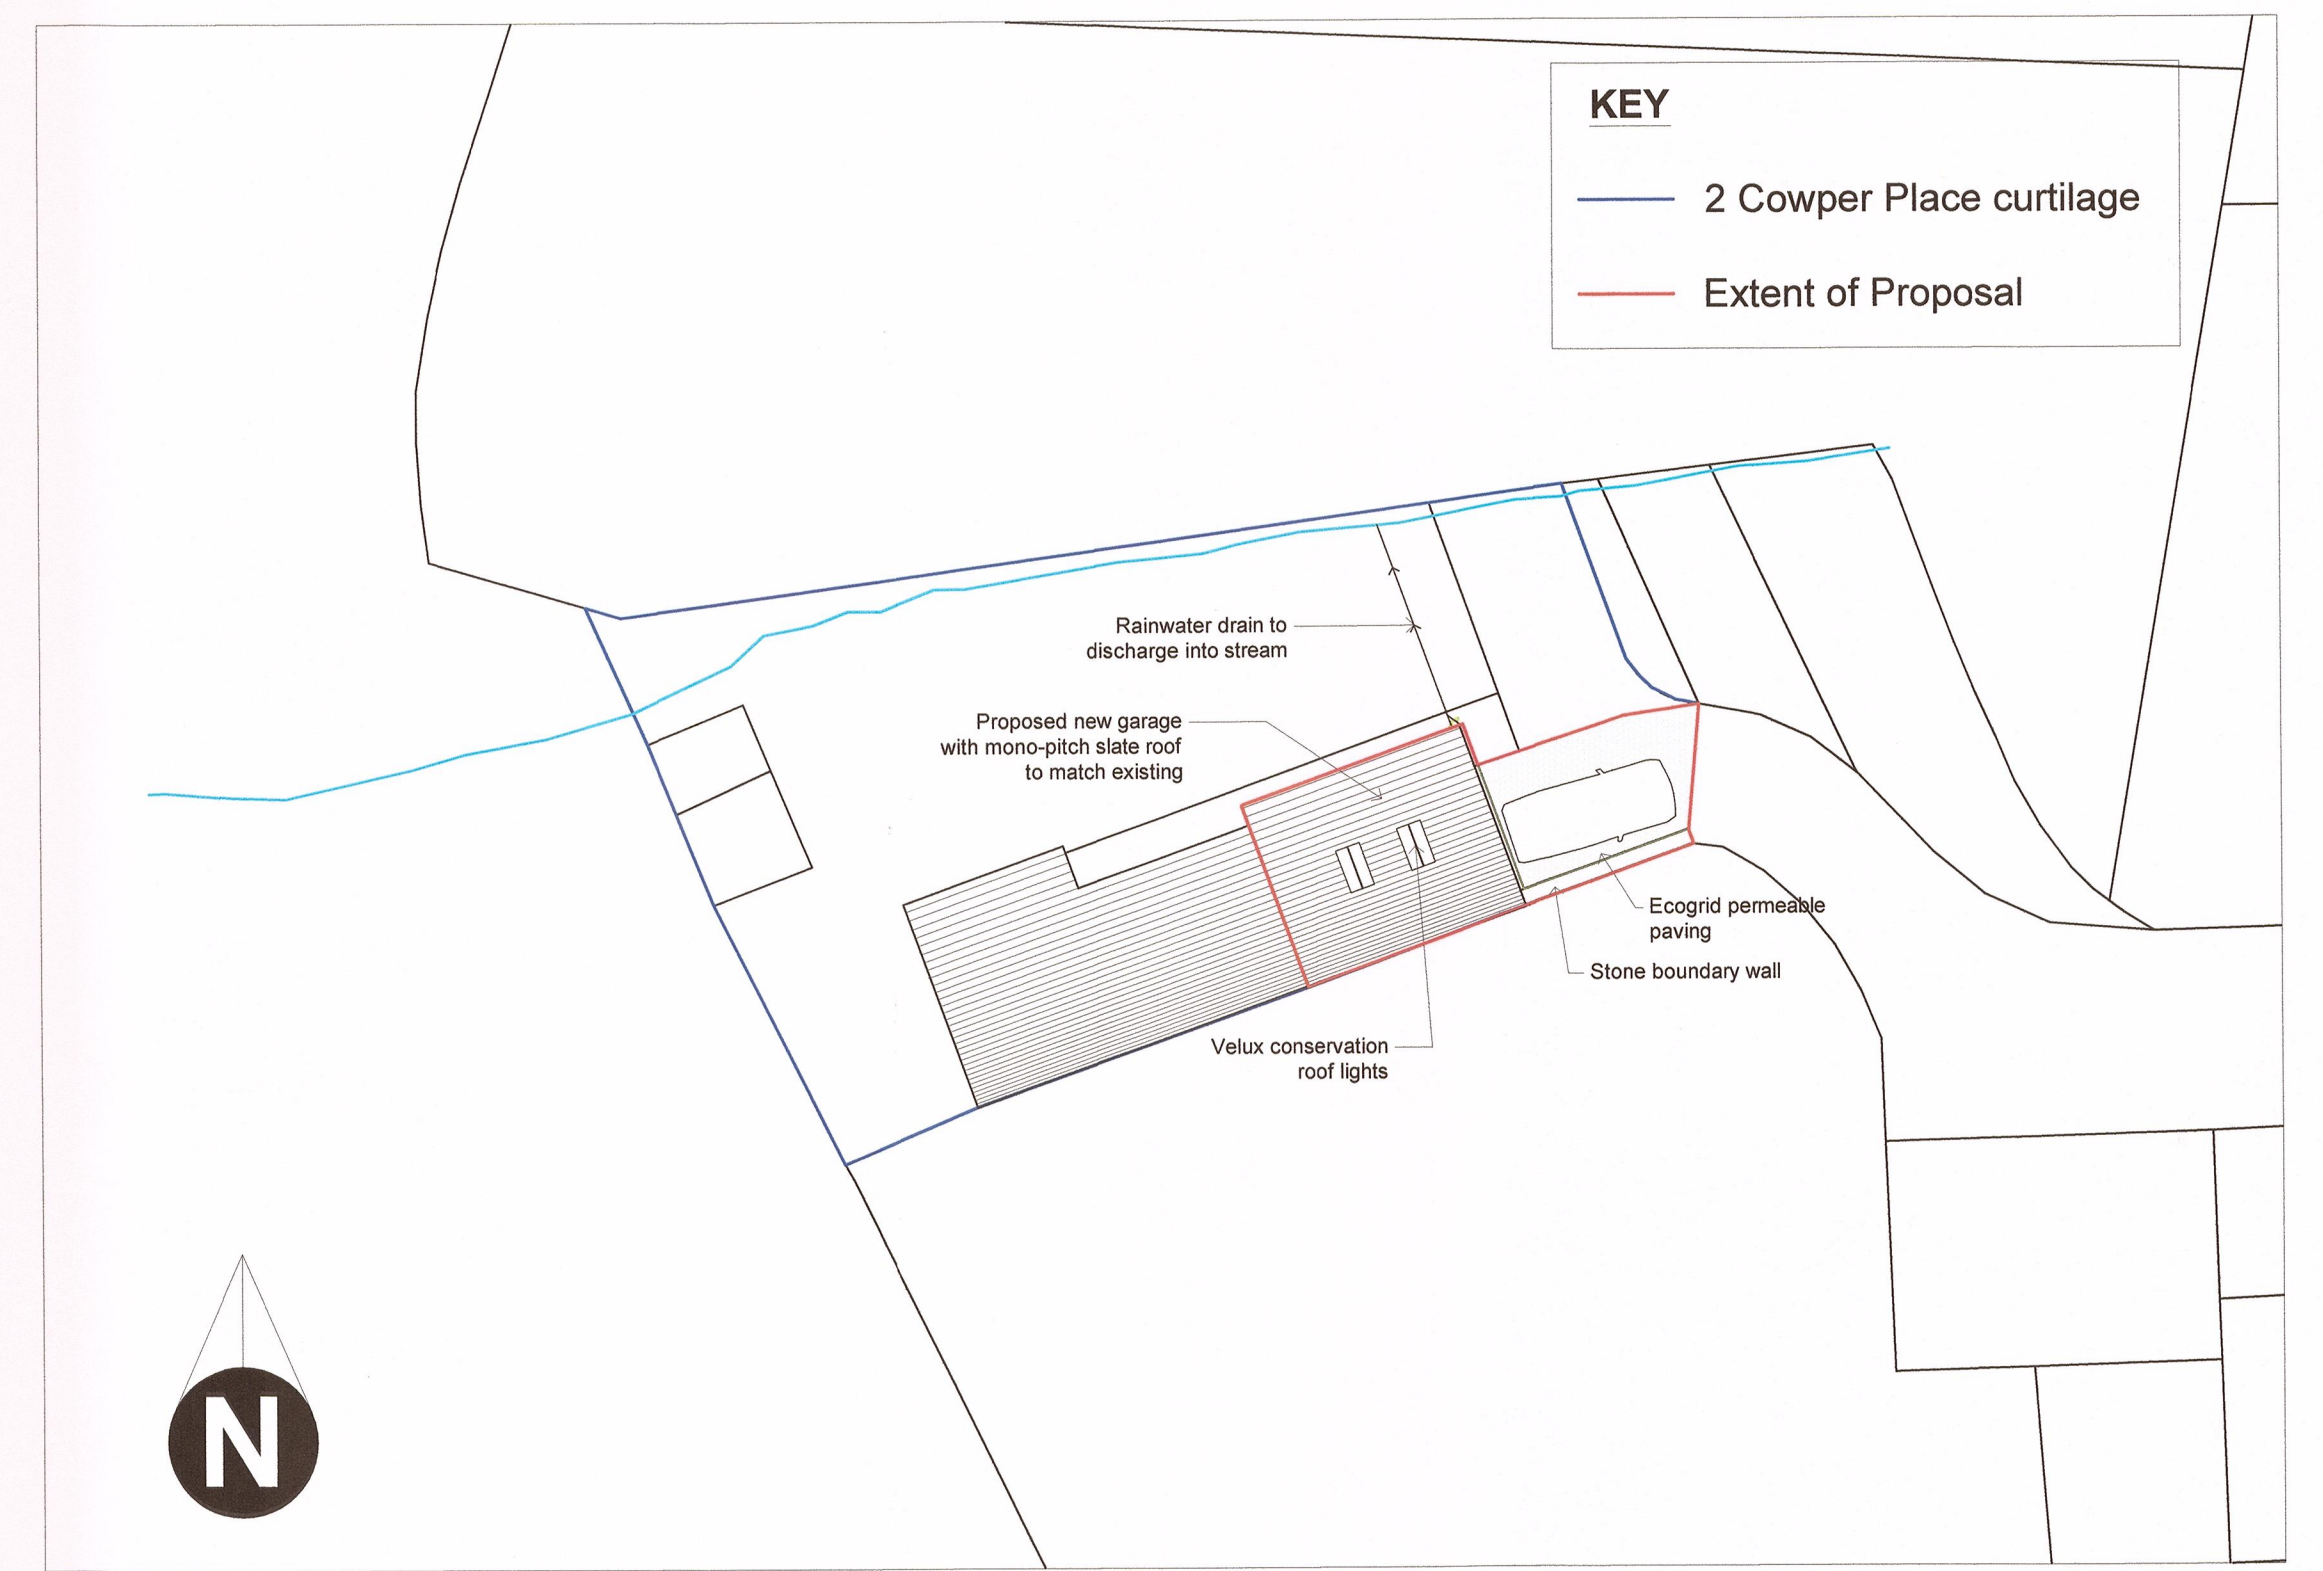 KEY
2 Cowper Place curtilage
Extent of Proposal
Rainwater drain to
discharge into stream
Proposed new garage
with mono-pitch slate roof
to match existing
Ecogrid permeable
paving
Stone boundary wall
Velux conservation
roof lights
N